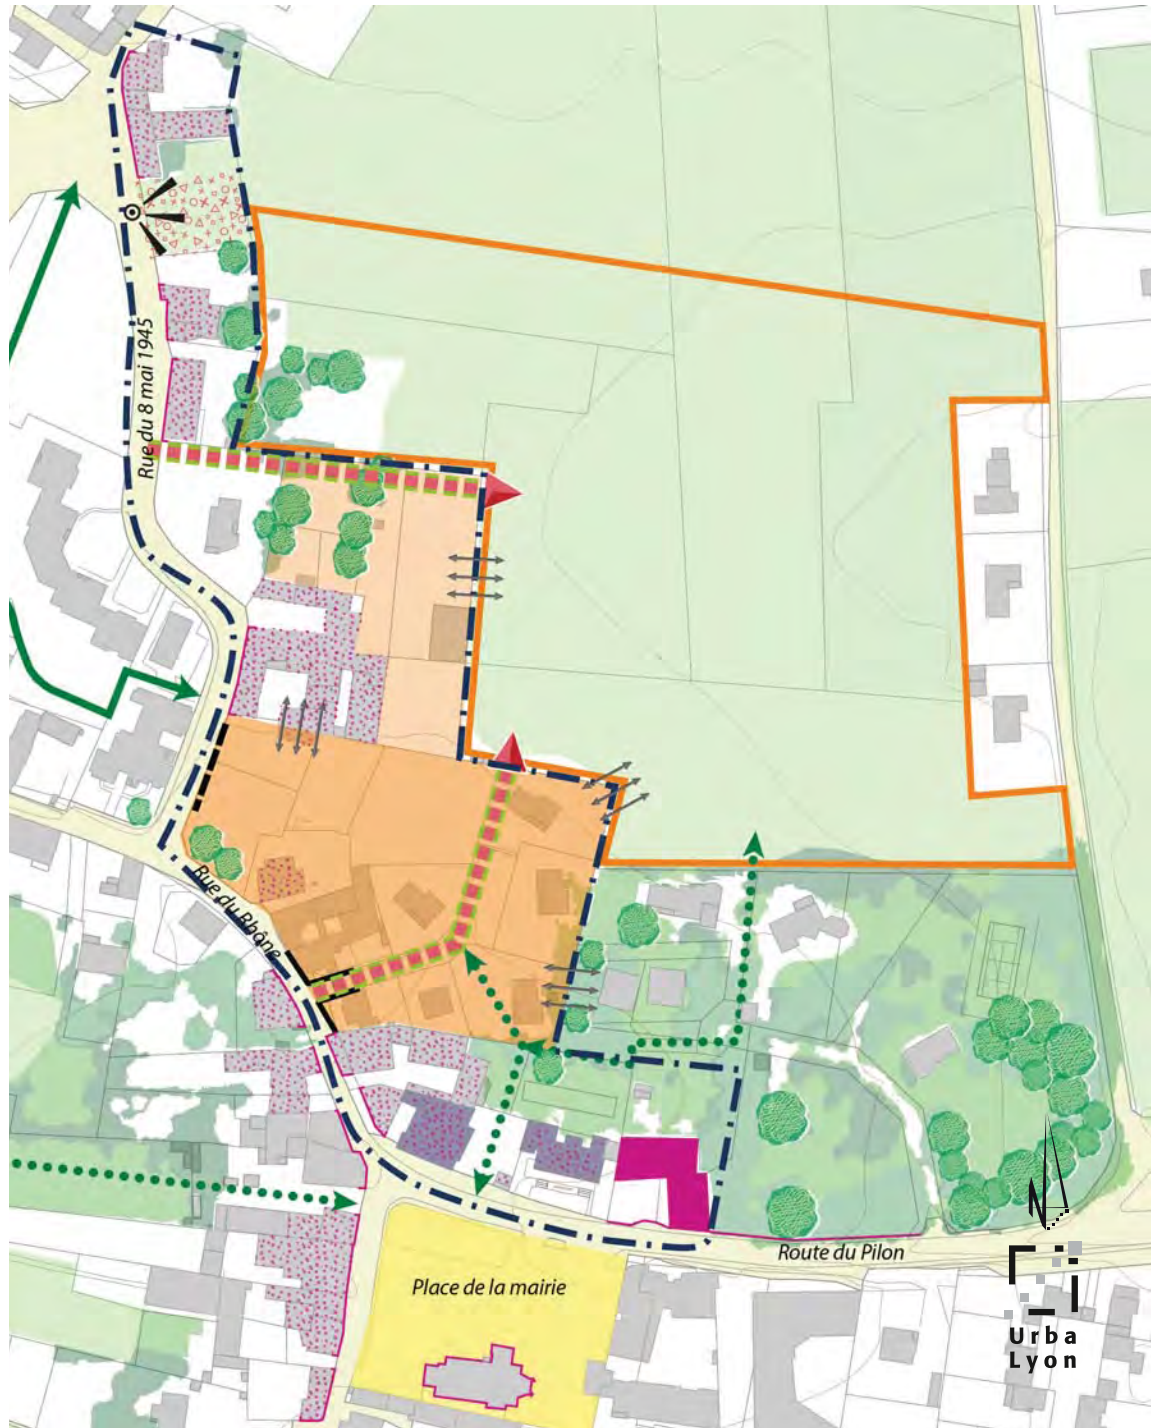 Rue du 8 mai 1945
Rue du Rhône
Route du Pilon
Place de la mairie
N
Urba
Lyon